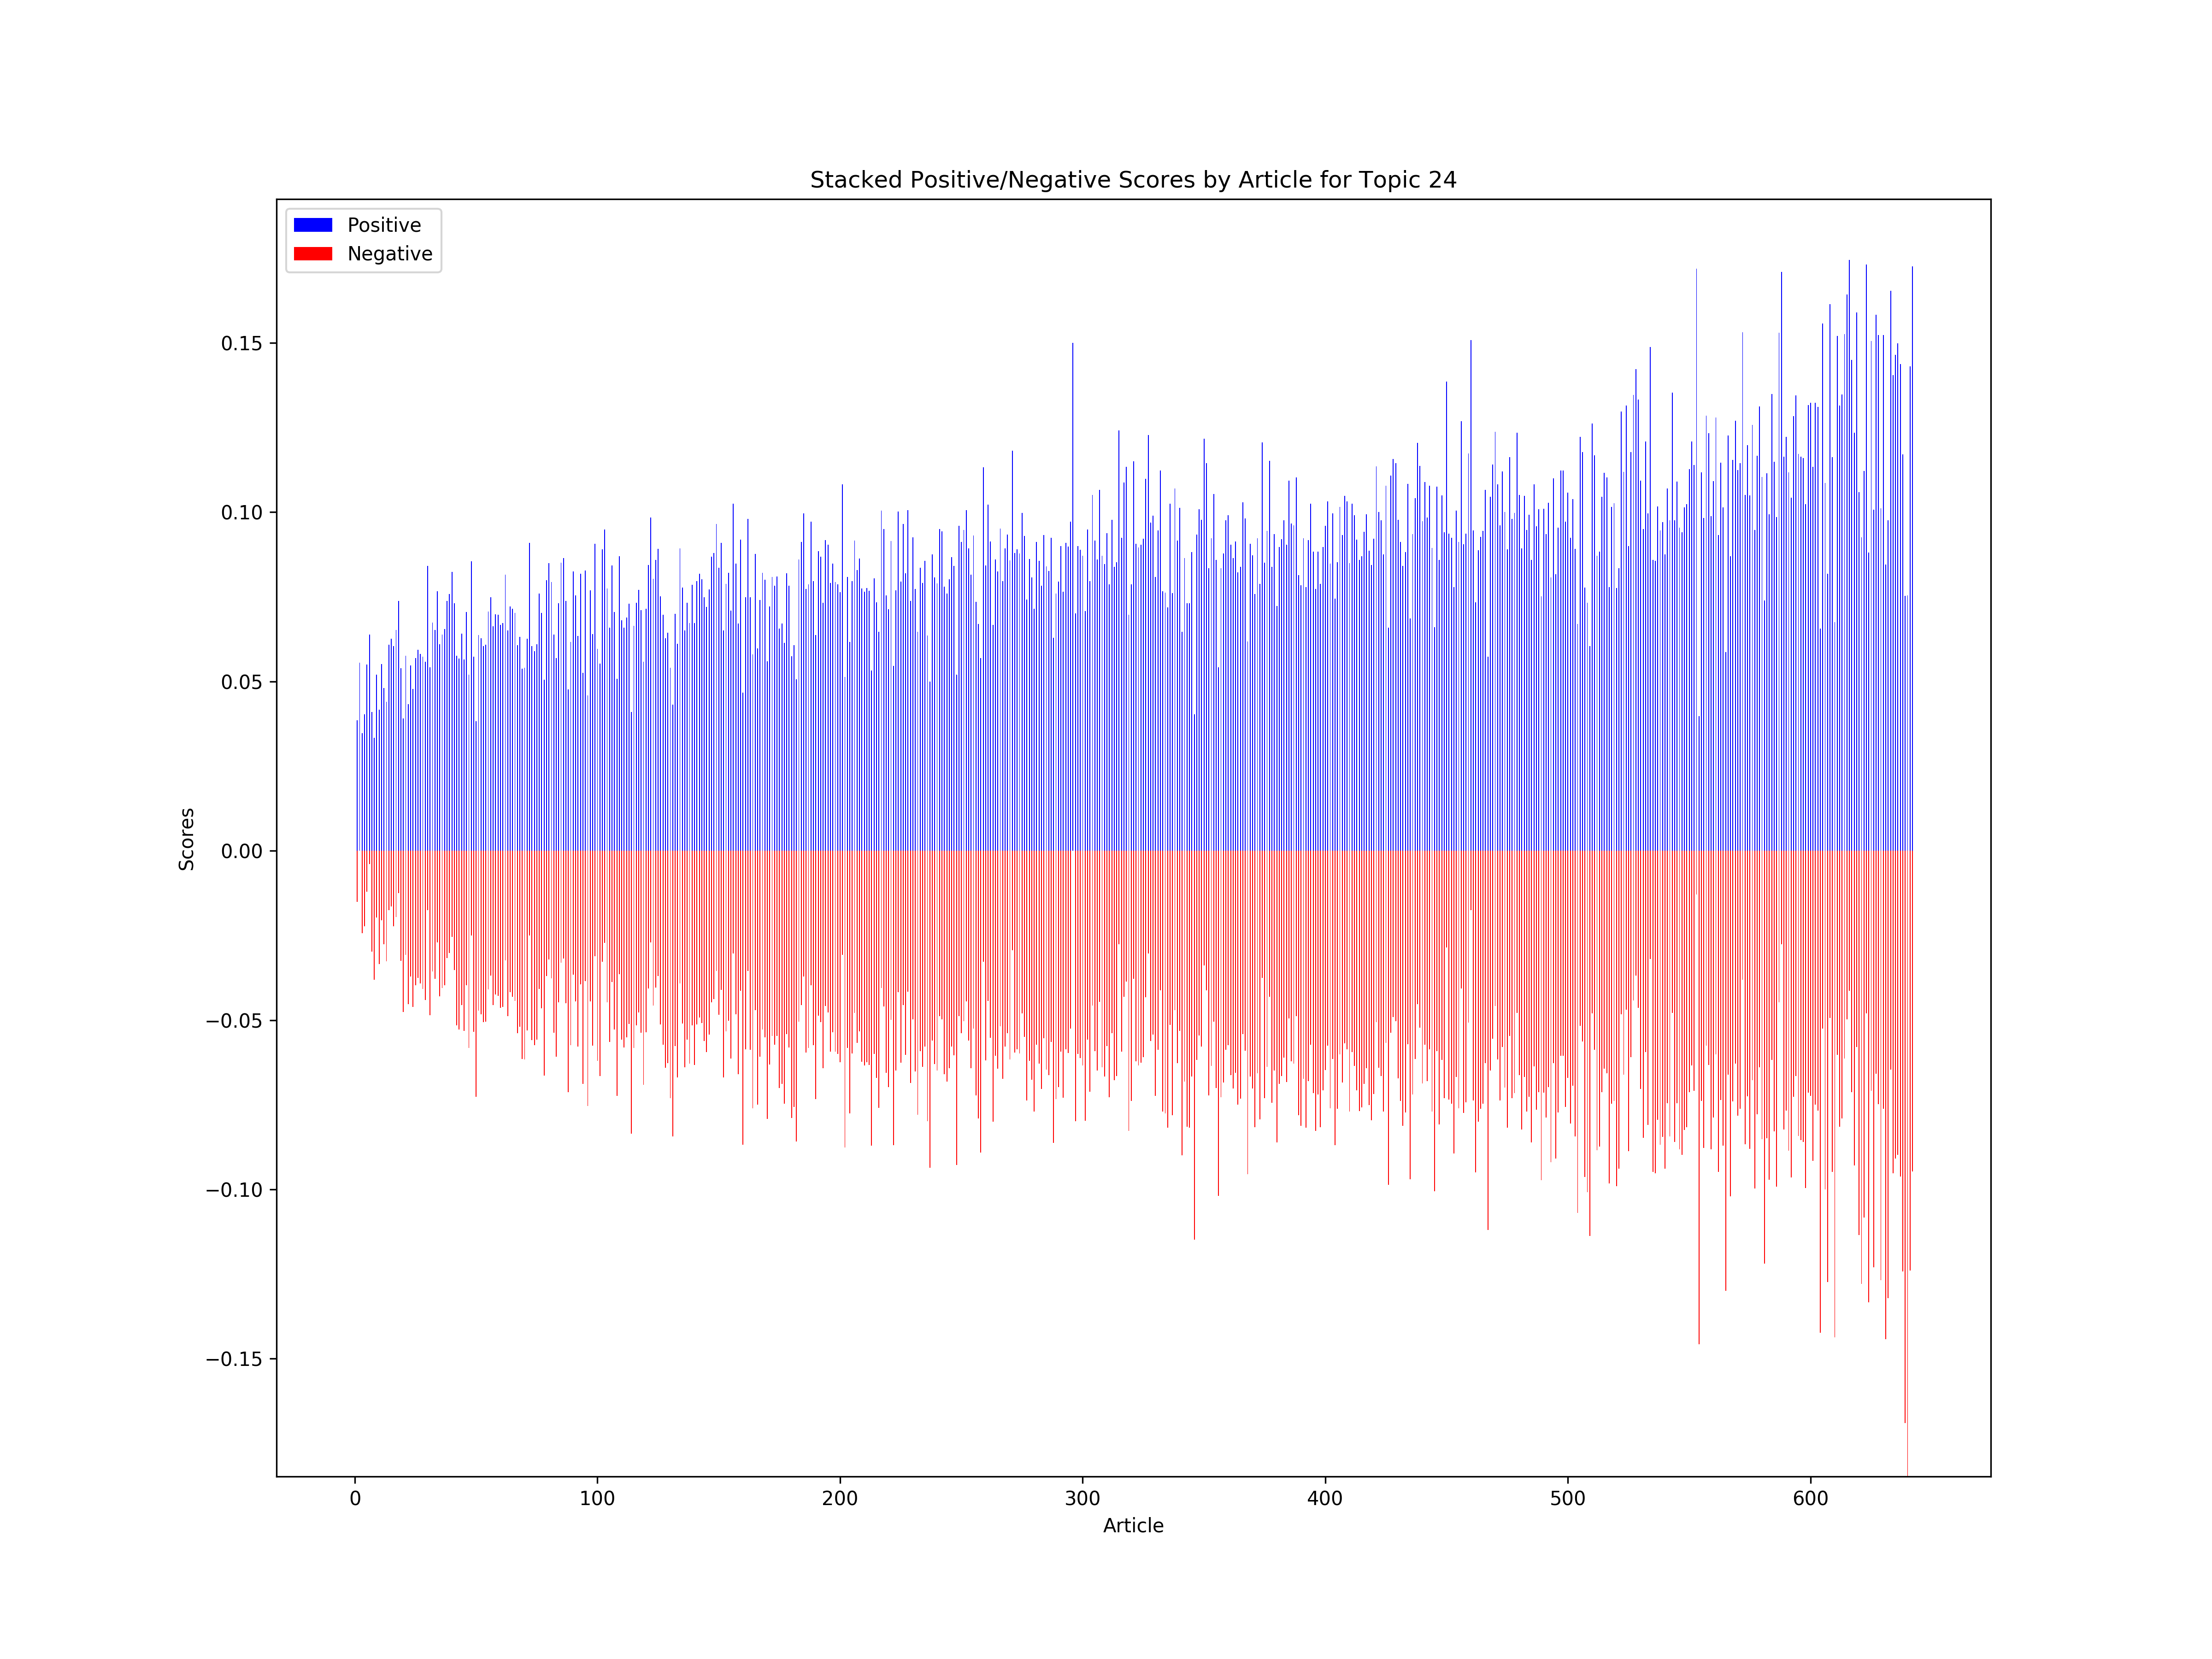 Stacked Positive/Negative Scores by Article for Topic 24
Positive
Negative
0.15
0.10
0.05
0.00
−0.05
−0.10
−0.15
Scores
0 100 200 300 400 500 600
Article